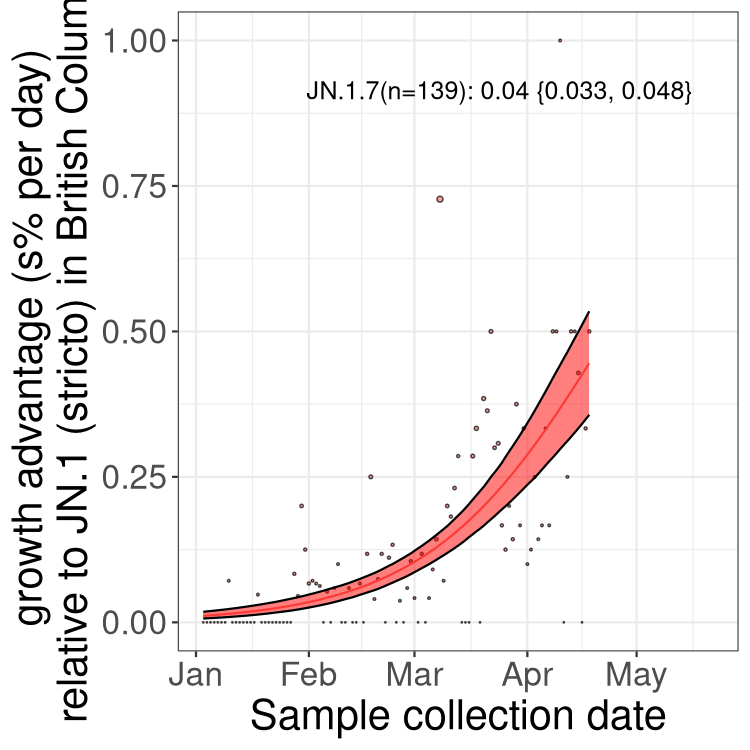 growth advantage (s% per day)
relative to JN.1 (stricto) in British Colum
1.00
0.75
0.50
0.25
0.00
JN.1.7(n=139): 0.04 {0.033, 0.048}
Jan Feb Mar Apr May
Sample collection date